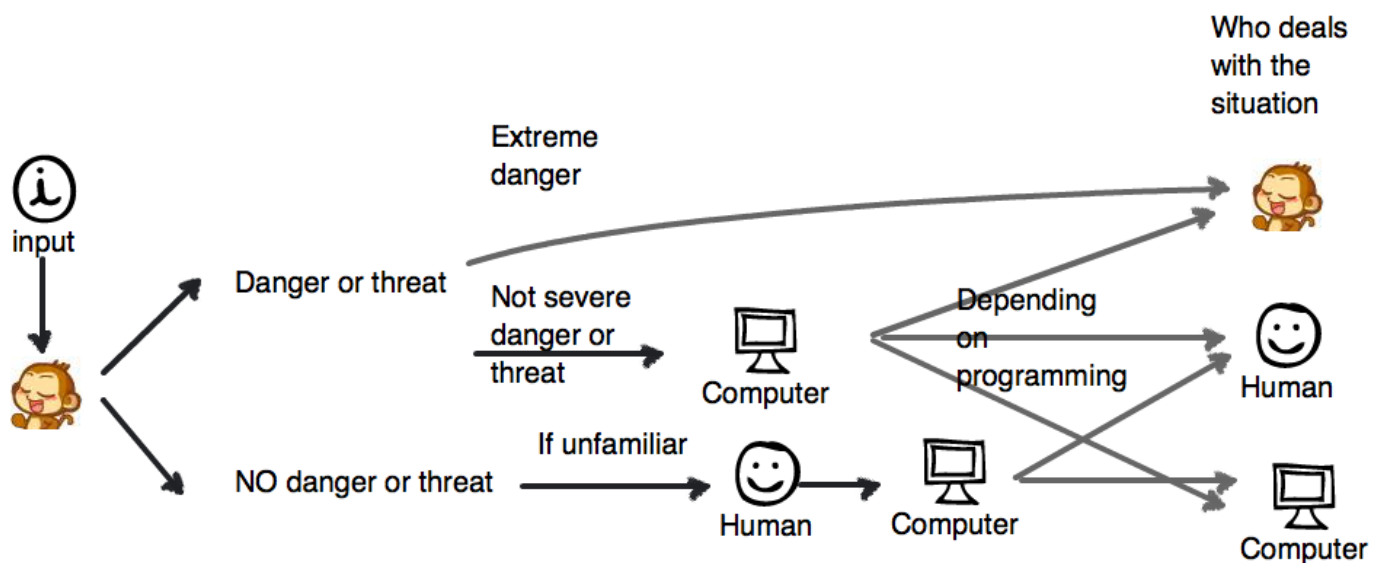 Who deals
with the
situation
Extreme
danger
i
input
Danger or threat
Not severe
danger or
threat
Computer
Depending
on
programming
Human
If unfamiliar
NO danger or threat
Human
Computer
Computer